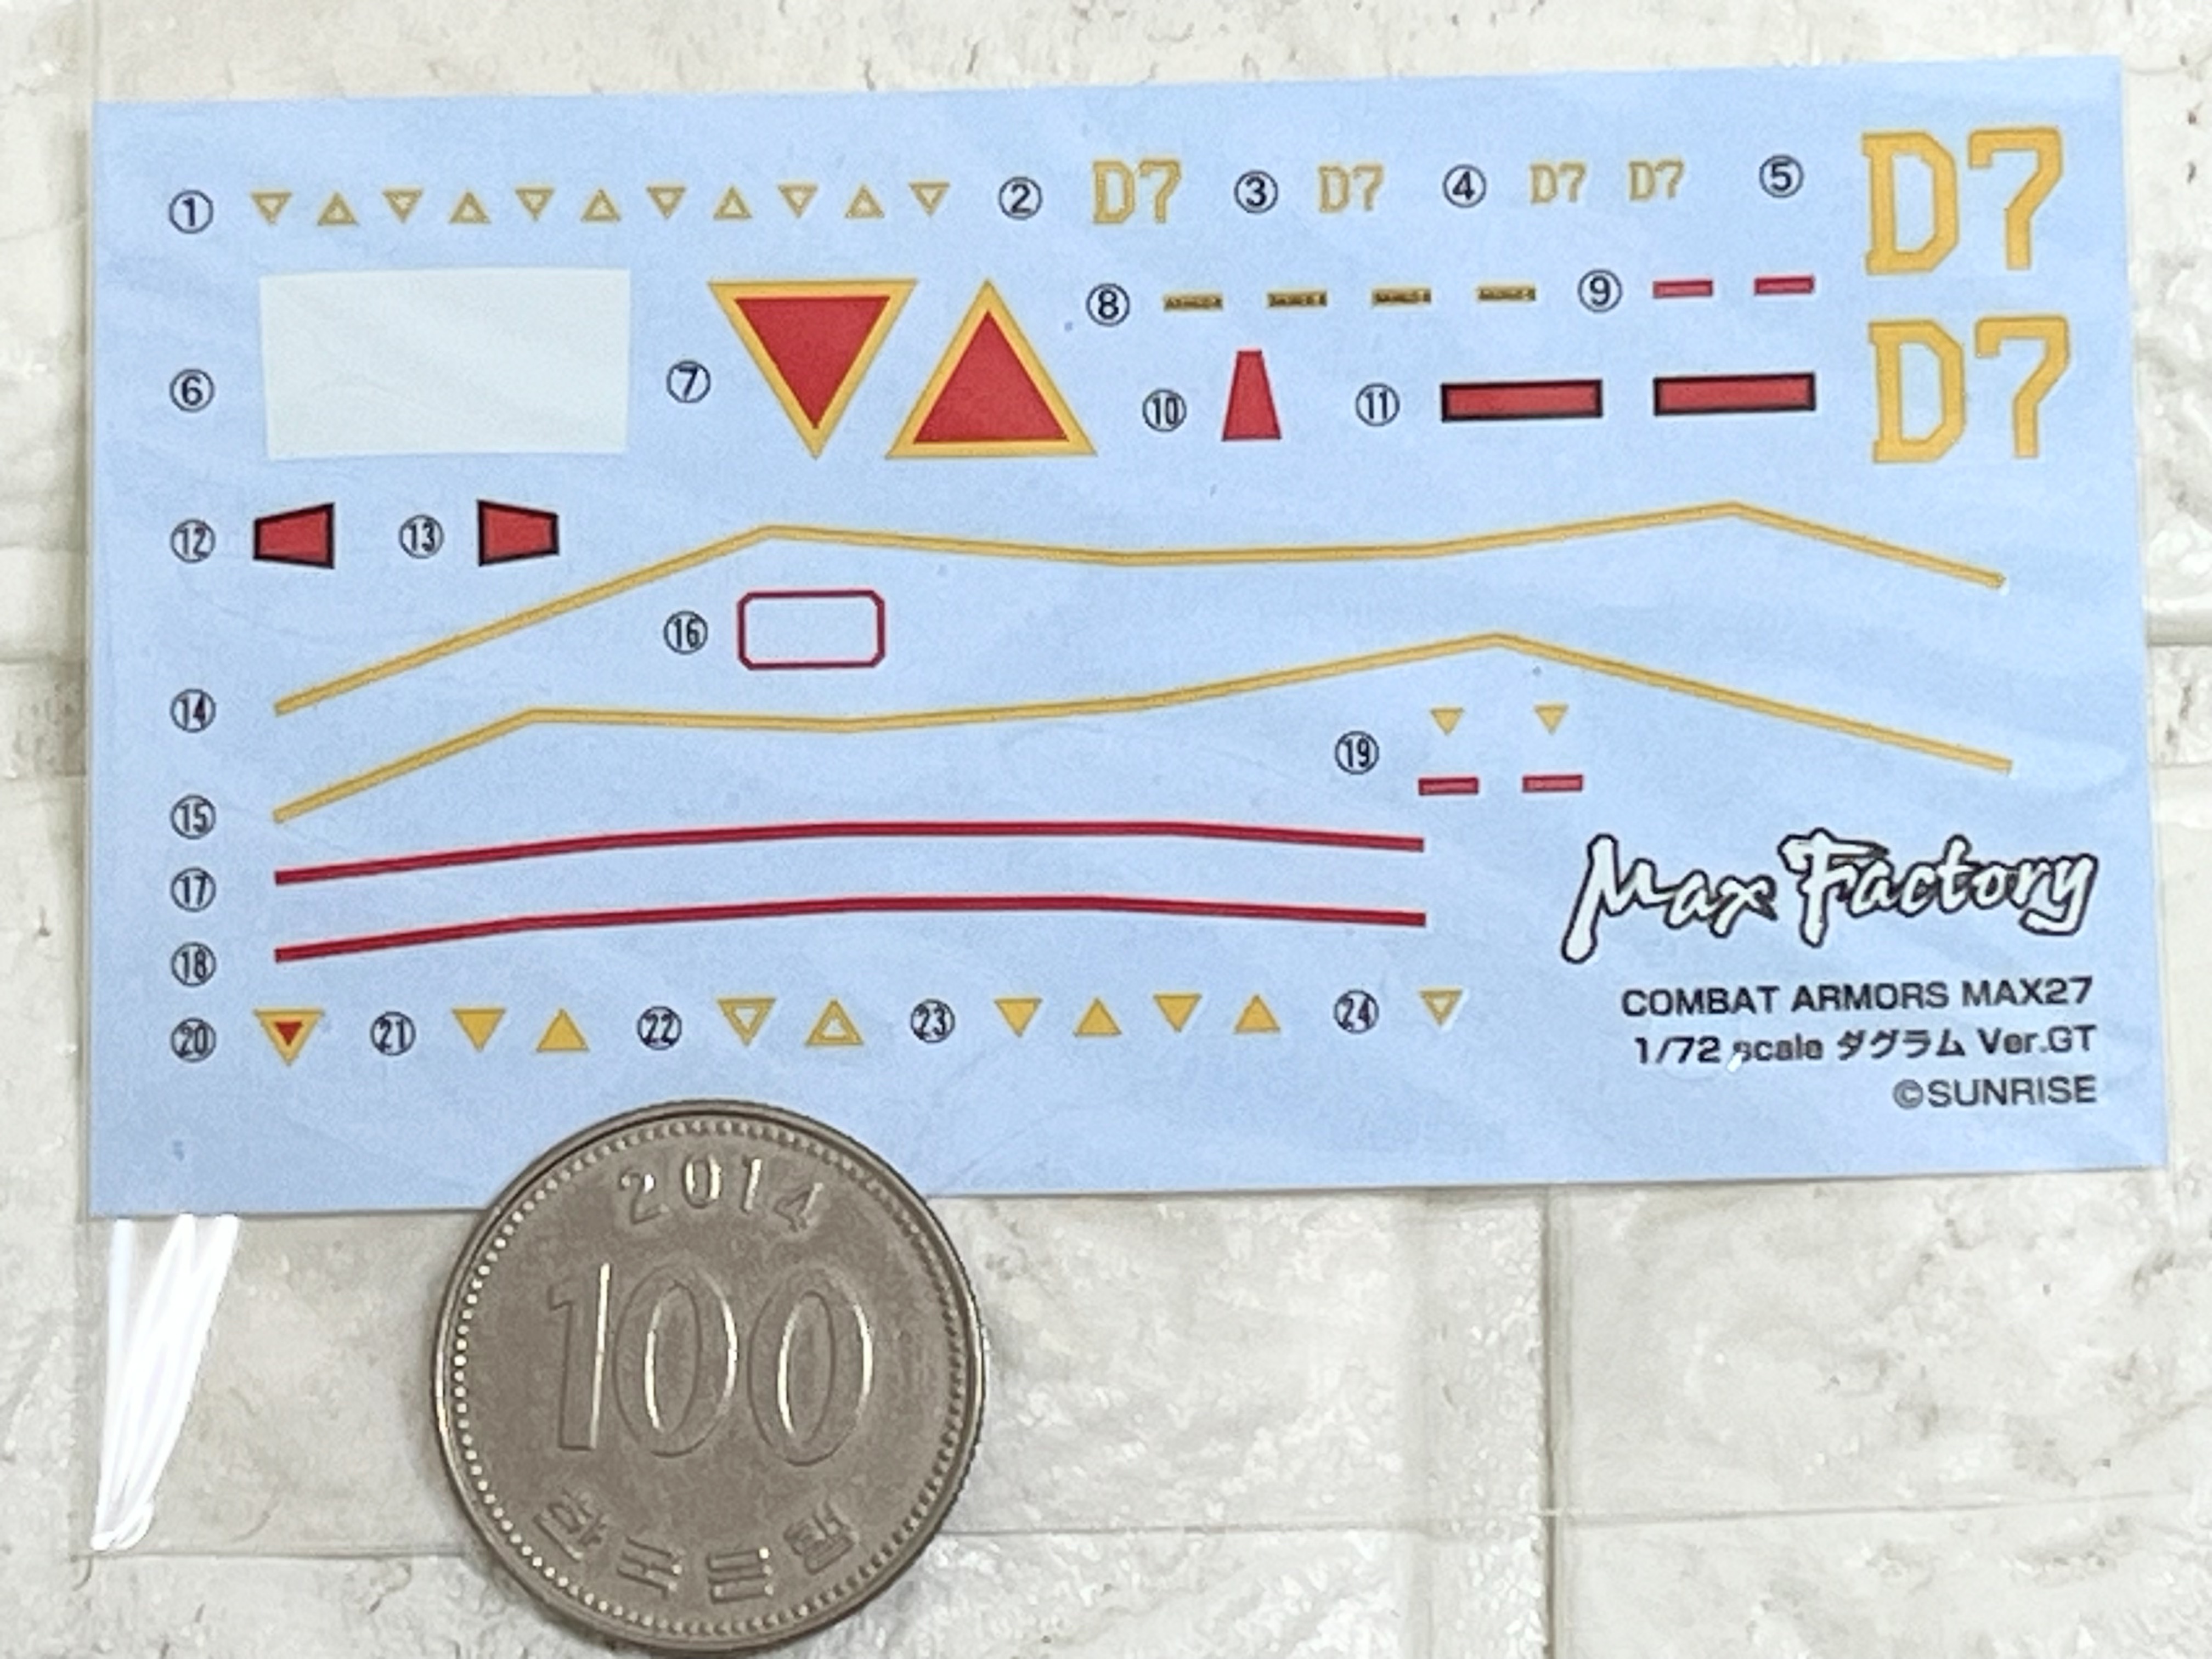 ① ② D7 ③ D7 ④ D7 D7 ⑤ D7
⑥ ⑦ ⑧ ⑨
⑩ ⑪ D7
⑫ ⑬
⑯
⑭
⑲
⑮
⑰
⑱
⑳ ㉑ ㉒ ㉓ ㉔
Max Factory
COMBAT ARMORS MAX27
1/72 scale ダグラム Ver.GT
©SUNRISE
2014
100
한국은행